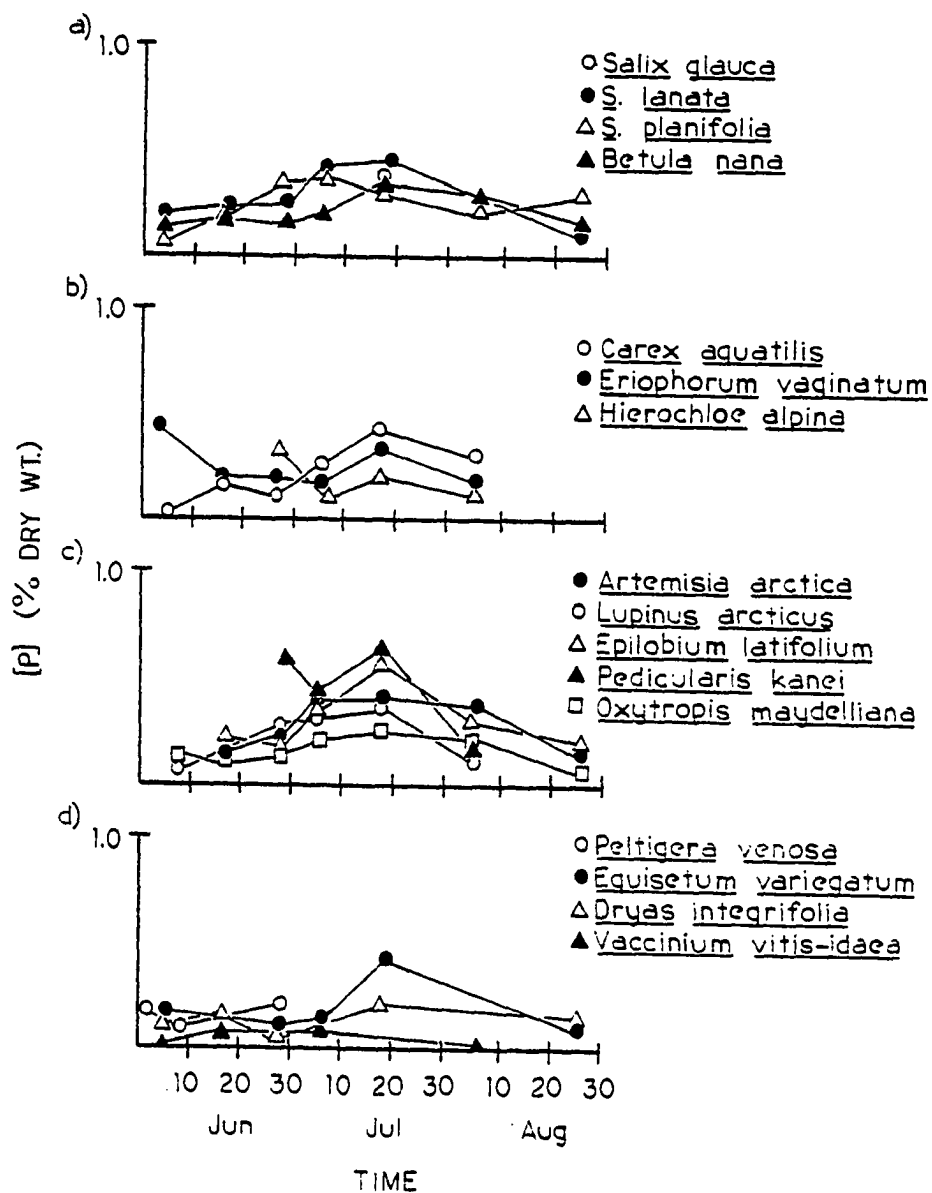 a)
1.0
Salix glauca
S. lanata
S. planifolia
Betula nana
b)
1.0
Carex aquatilis
Eriophorum vaginatum
Hierochloe alpina
[P] (% DRY WT.)
c)
1.0
Artemisia arctica
Lupinus arcticus
Epilobium latifolium
Pedicularis kanei
Oxytropis maydelliana
d)
1.0
Peltigera venosa
Equisetum variegatum
Dryas integrifolia
Vaccinium vitis-idaea
10 20 30 10 20 30 10 20 30
Jun Jul Aug
TIME